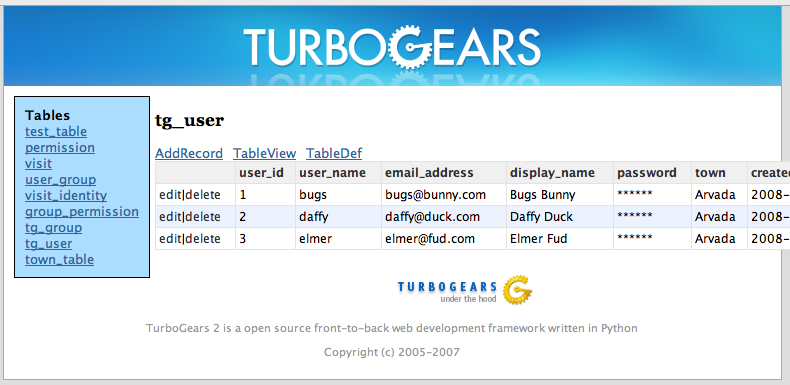 TURBOGEARS
Tables
test_table
permission
visit
user_group
visit_identity
group_permission
tg_group
tg_user
town_table
tg_user
AddRecord TableView TableDef
user_id user_name email_address display_name password town created
edit|delete 1 bugs bugs@bunny.com Bugs Bunny ****** Arvada 2008-
edit|delete 2 daffy daffy@duck.com Daffy Duck ****** Arvada 2008-
edit|delete 3 elmer elmer@fud.com Elmer Fud ****** Arvada 2008-
TURBOGEARS
under the hood
TurboGears 2 is a open source front-to-back web development framework written in Python
Copyright (c) 2005-2007